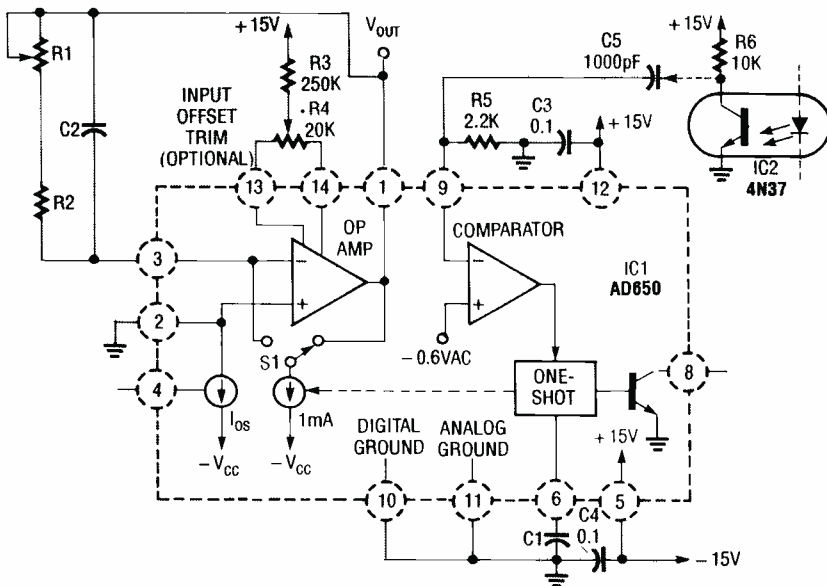 R1
C2
R2
+15V
R3
250K
R4
20K
INPUT
OFFSET
TRIM
(OPTIONAL)
VOUT
C5
1000pF
R5
2.2K
C3
0.1
+15V
+15V
R6
10K
IC2
4N37
13
14
1
9
12
3
2
4
OP
AMP
COMPARATOR
IC1
AD650
S1
-0.6VAC
ONE-
SHOT
8
IOS
1mA
-VCC
-VCC
DIGITAL
GROUND
ANALOG
GROUND
+15V
10
11
6
5
C1
C4
0.1
-15V